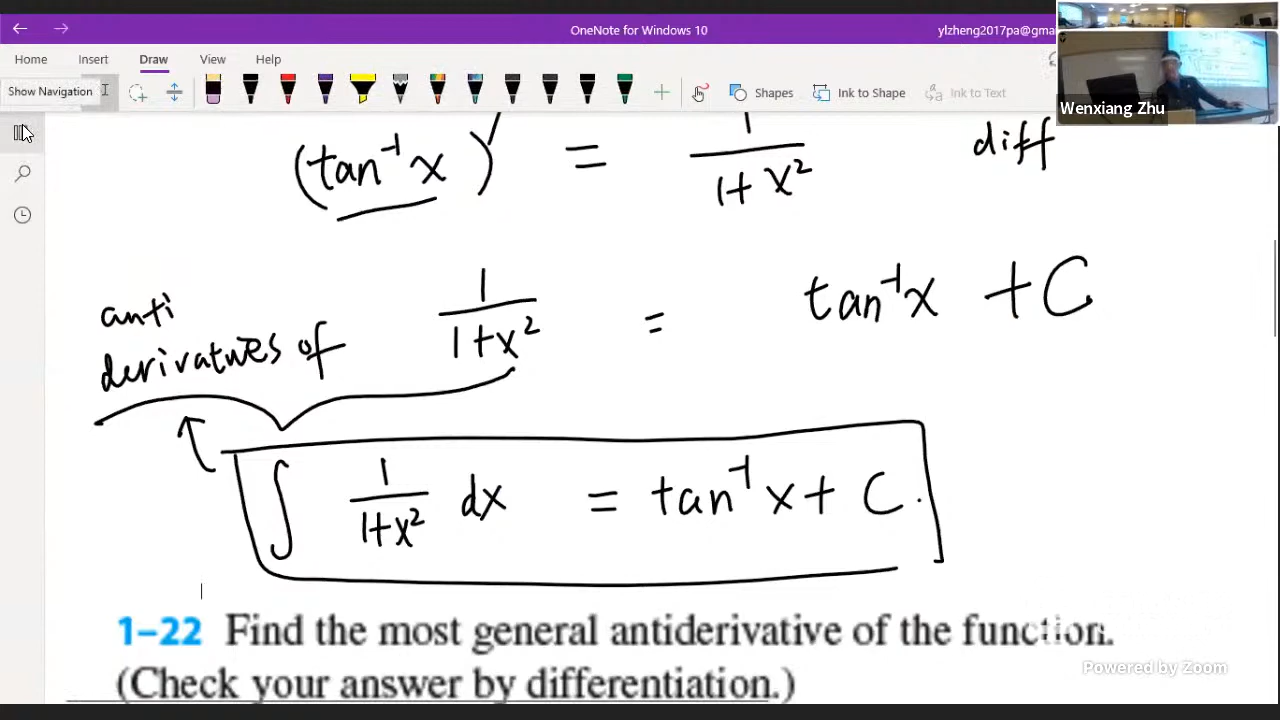 OneNote for Windows 10
ylzheng2017pa@gma
Home Insert Draw View Help
Show Navigation
Shapes Ink to Shape Ink to Text
Wenxiang Zhu
(tan⁻¹ x)′ = 1/(1+x²) diff
anti
derivatives of 1/(1+x²) = tan⁻¹x + C
∫ 1/(1+x²) dx = tan⁻¹ x + C.
1–22 Find the most general antiderivative of the function.
(Check your answer by differentiation.)
Powered by Zoom